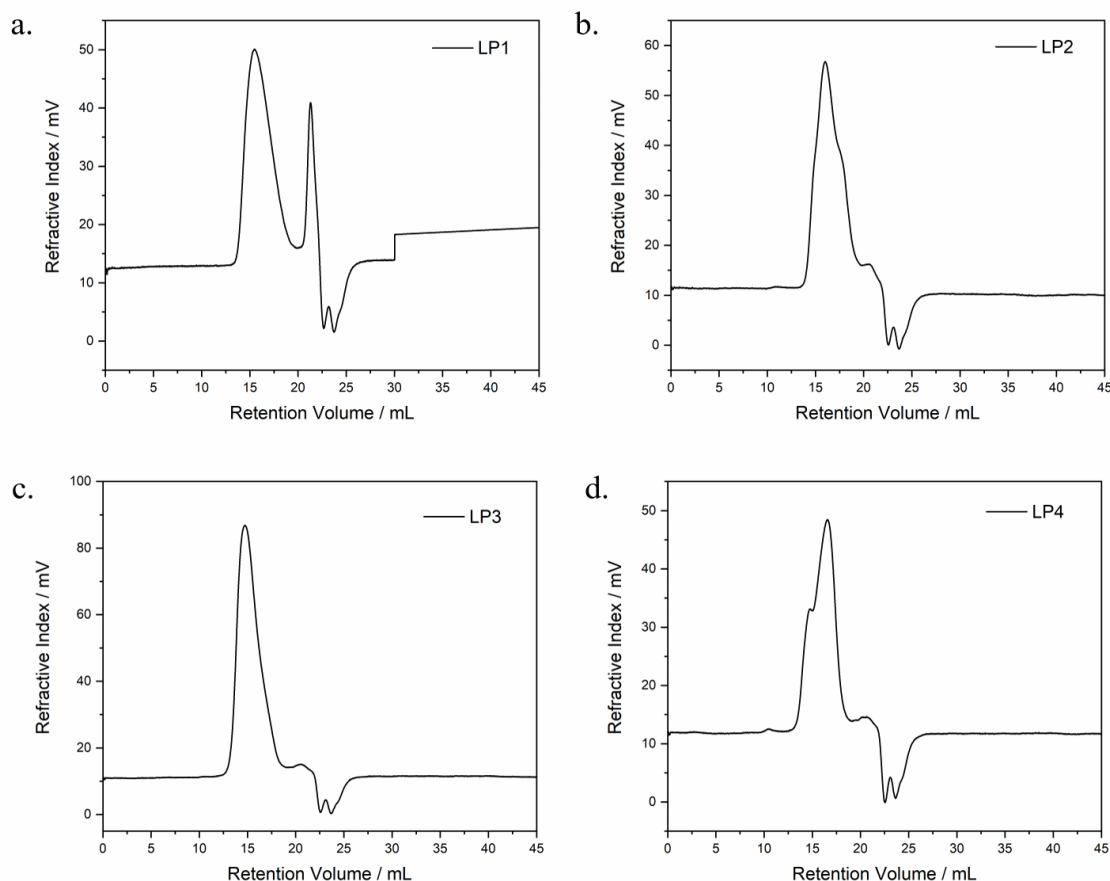 a.
LP1
Refractive Index / mV
50
40
30
20
10
0
0 5 10 15 20 25 30 35 40 45
Retention Volume / mL
b.
LP2
Refractive Index / mV
60
50
40
30
20
10
0
0 5 10 15 20 25 30 35 40 45
Retention Volume / mL
c.
LP3
Refractive Index / mV
100
80
60
40
20
0
0 5 10 15 20 25 30 35 40 45
Retention Volume / mL
d.
LP4
Refractive Index / mV
50
40
30
20
10
0
0 5 10 15 20 25 30 35 40 45
Retention Volume / mL